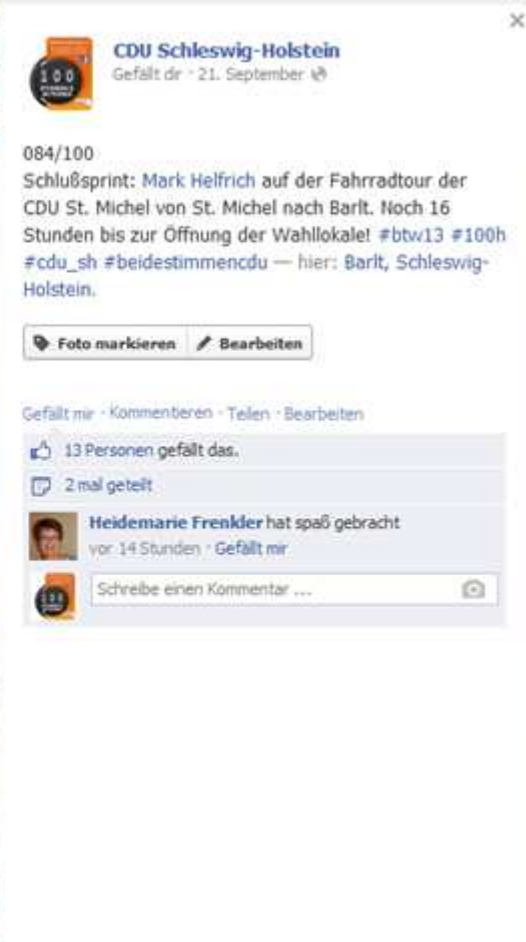 CDU Schleswig-Holstein
Gefällt dir · 21. September
100
084/100
Schlußsprint: Mark Helfrich auf der Fahrradtour der
CDU St. Michel von St. Michel nach Barlt. Noch 16
Stunden bis zur Öffnung der Wahllokale! #btw13 #100h
#cdu_sh #beidestimmencdu — hier: Barlt, Schleswig-
Holstein.
Foto markieren Bearbeiten
Gefällt mir · Kommentieren · Teilen · Bearbeiten
13 Personen gefällt das.
2 mal geteilt
Heidemarie Frenkler hat spaß gebracht
vor 14 Stunden · Gefällt mir
Schreibe einen Kommentar ...